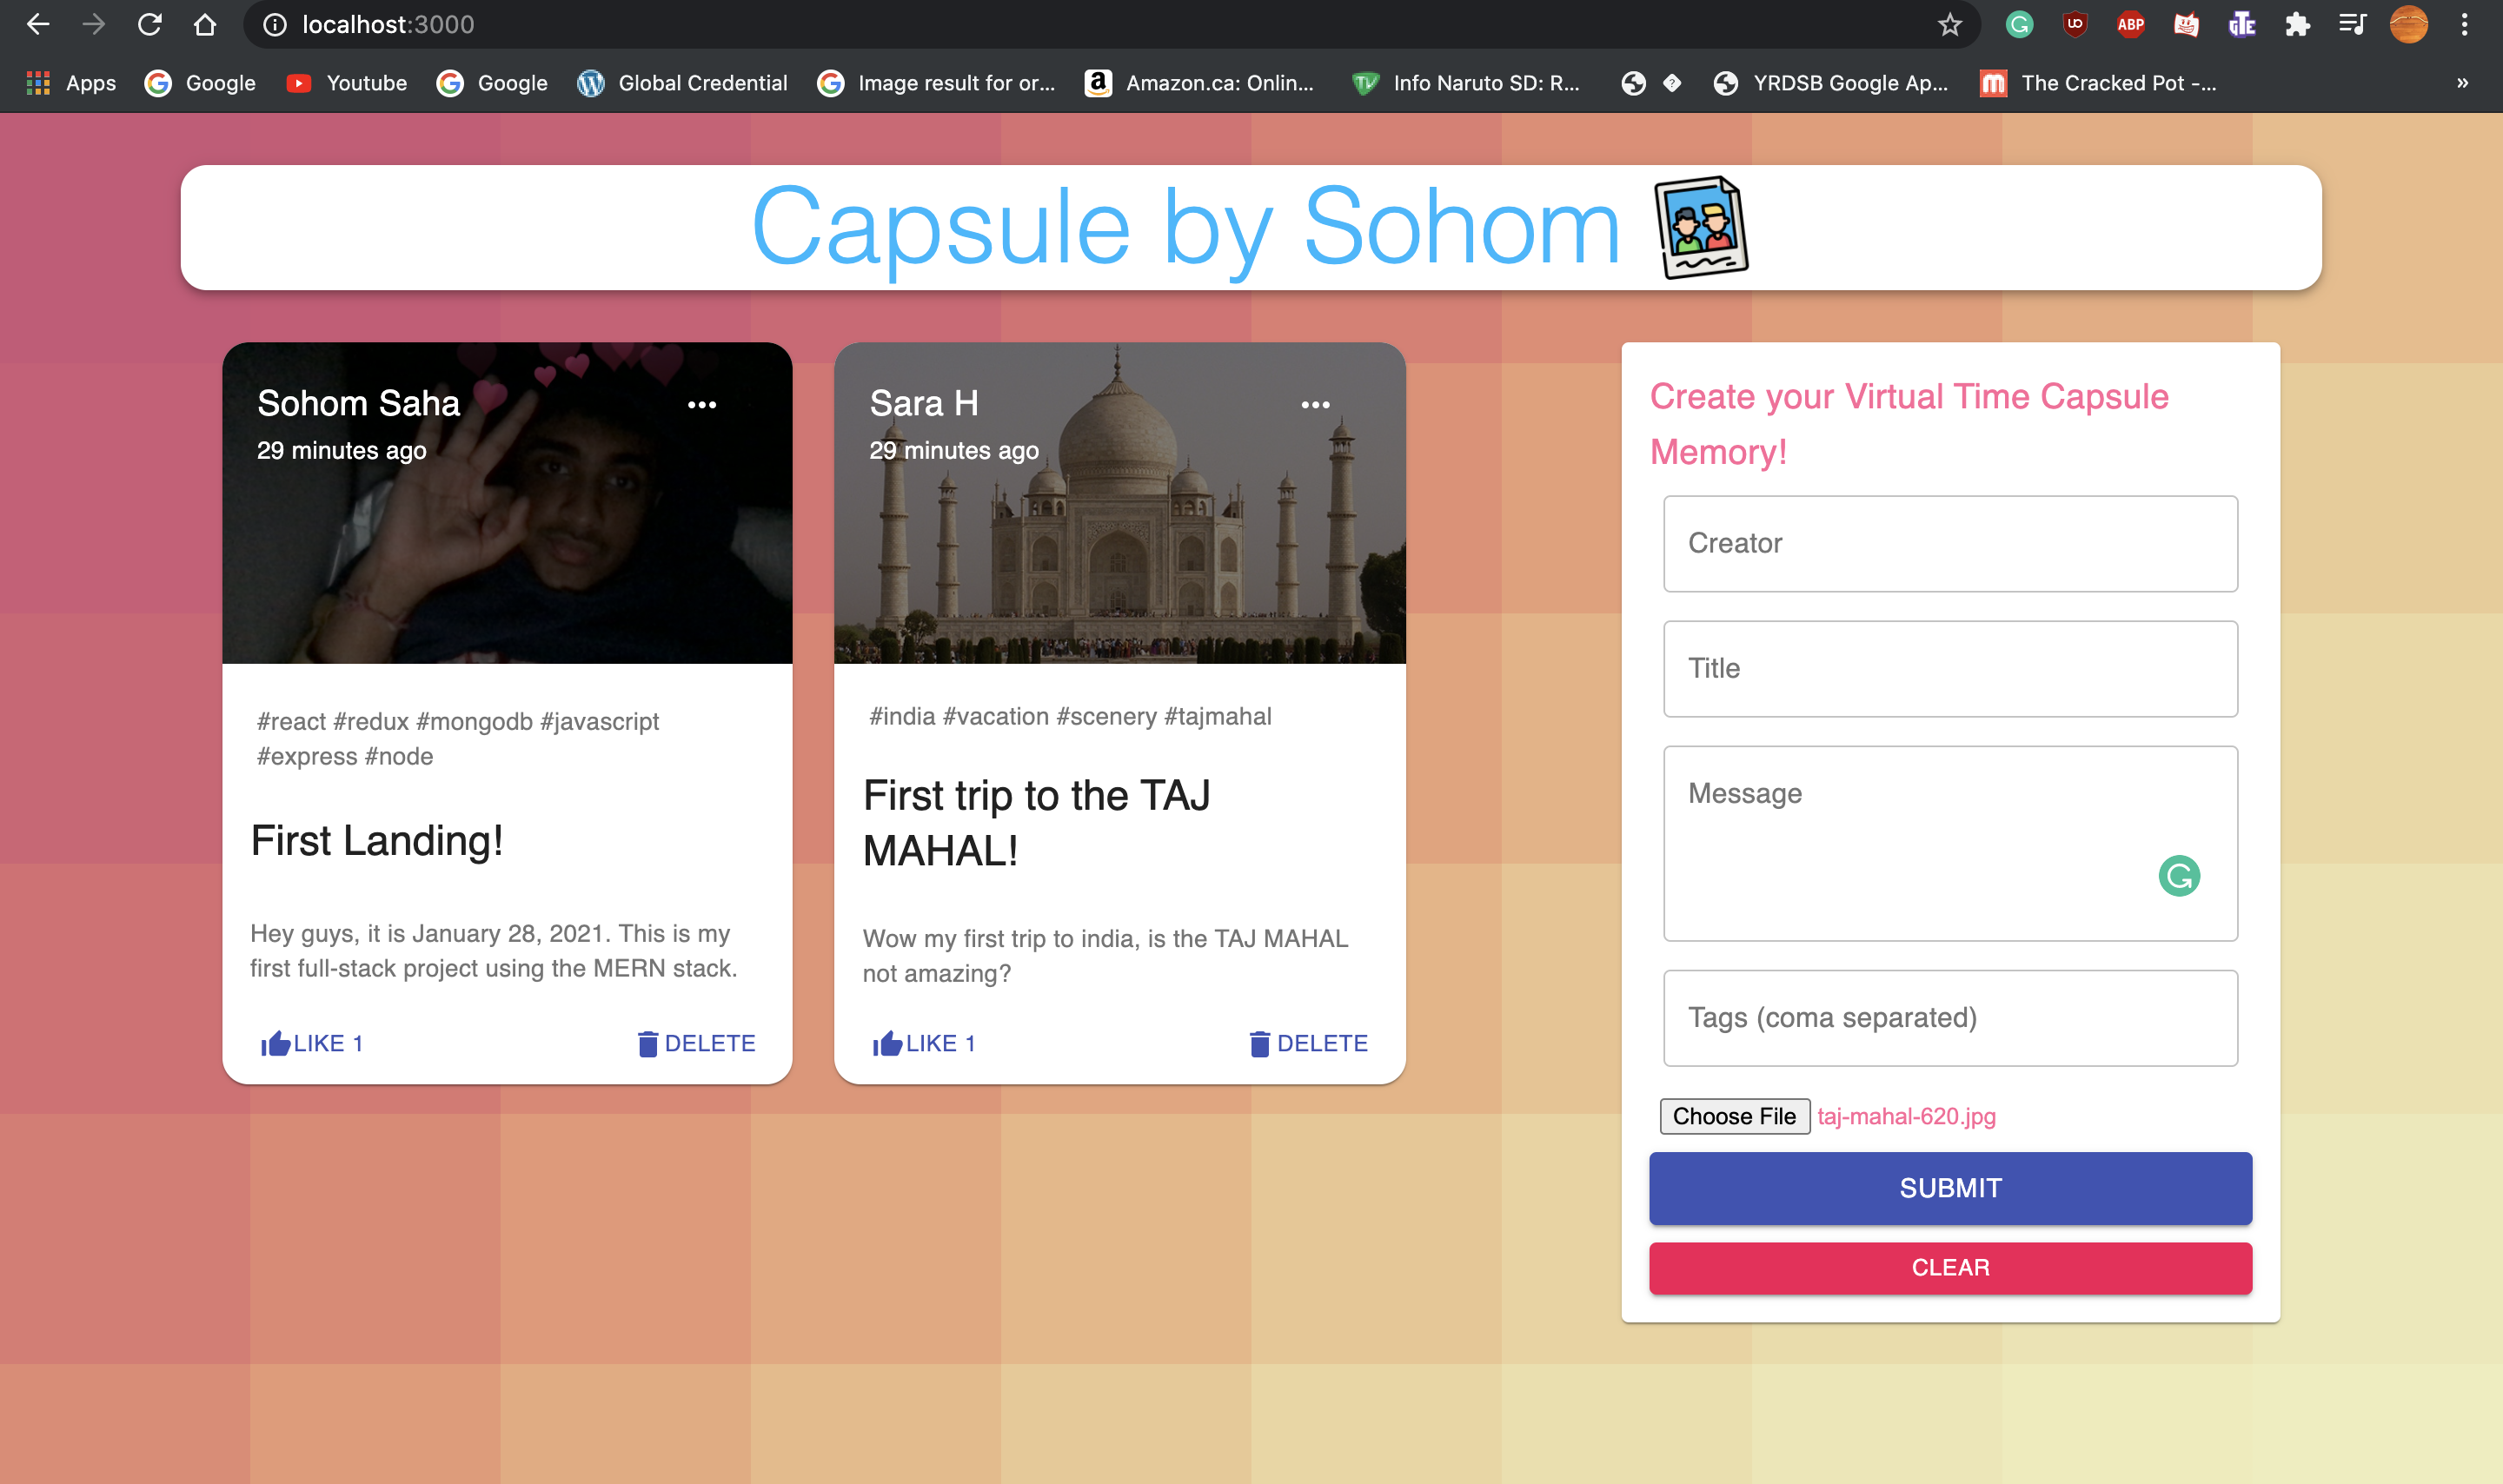 localhost:3000
ABP
Apps Google Youtube Google Global Credential Image result for or... Amazon.ca: Onlin... Info Naruto SD: R... YRDSB Google Ap... The Cracked Pot -... »
Capsule by Sohom
Sohom Saha
29 minutes ago
#react #redux #mongodb #javascript
#express #node
First Landing!
Hey guys, it is January 28, 2021. This is my
first full-stack project using the MERN stack.
LIKE 1 DELETE
Sara H
29 minutes ago
#india #vacation #scenery #tajmahal
First trip to the TAJ
MAHAL!
Wow my first trip to india, is the TAJ MAHAL
not amazing?
LIKE 1 DELETE
Create your Virtual Time Capsule
Memory!
Creator
Title
Message
Tags (coma separated)
Choose File taj-mahal-620.jpg
SUBMIT
CLEAR